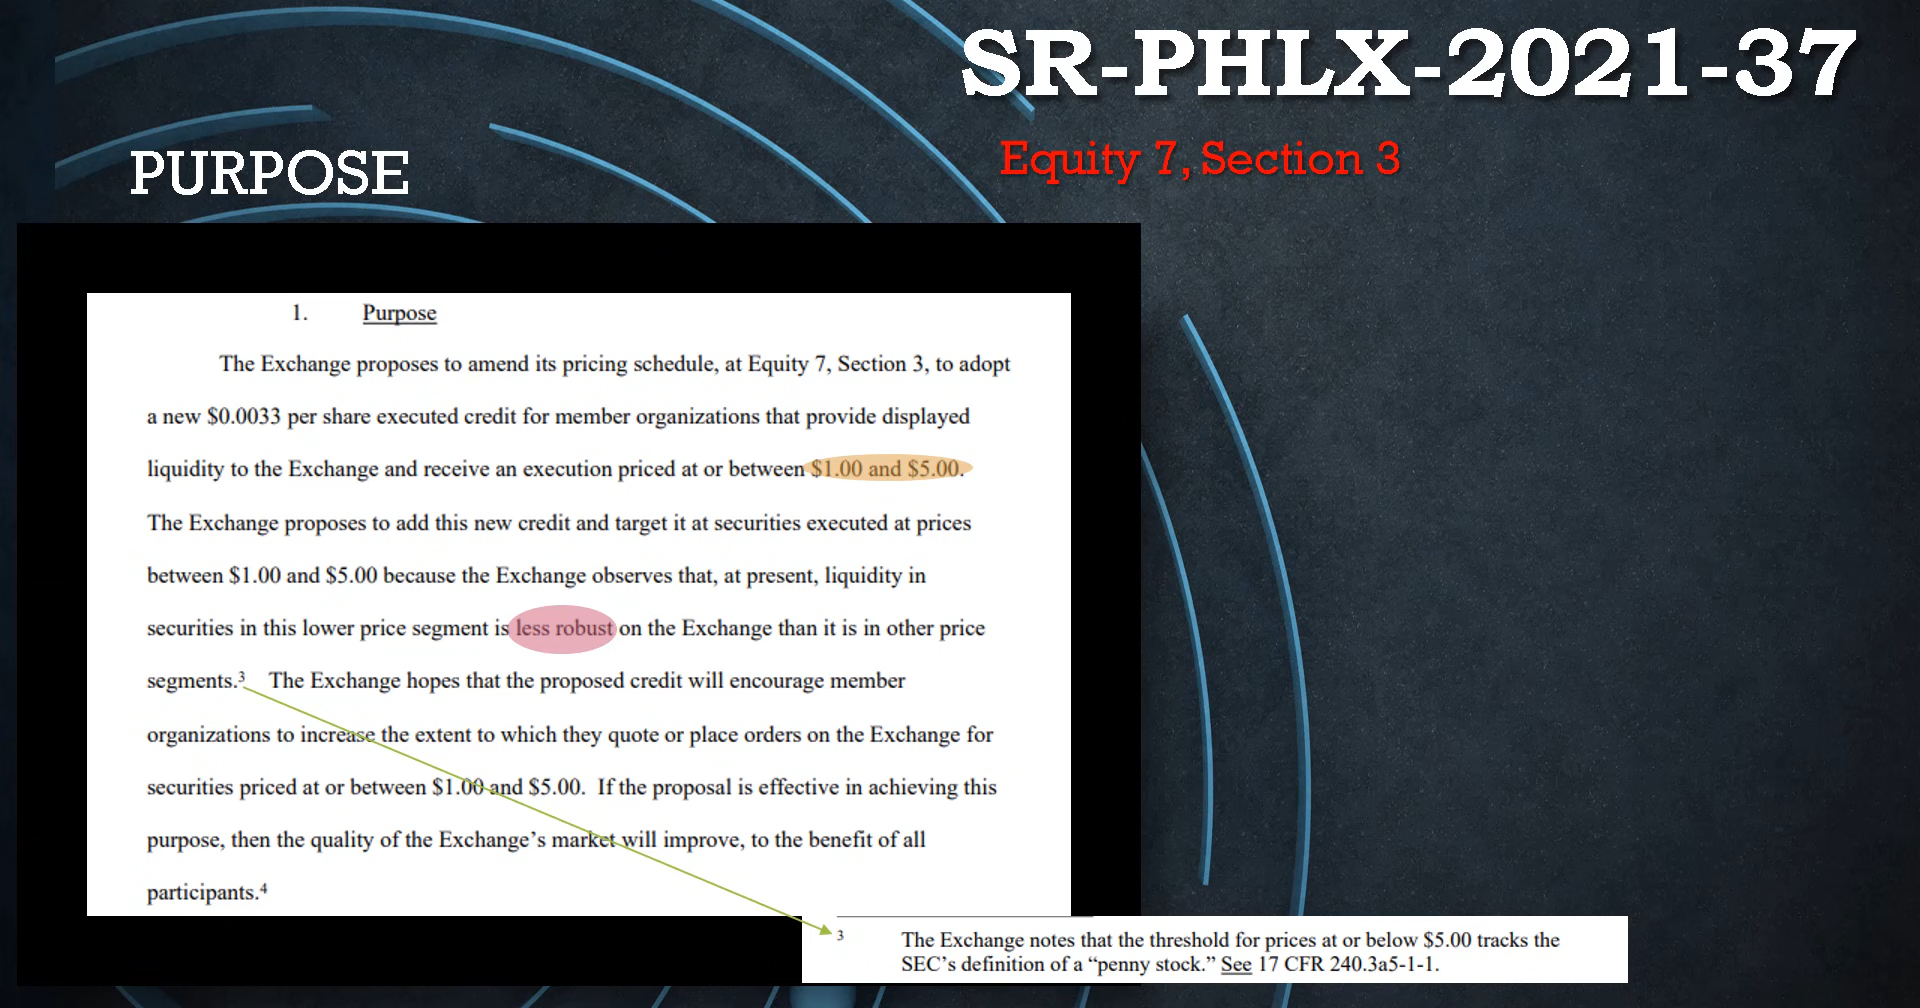 SR-PHLX-2021-37
Equity 7, Section 3
PURPOSE
1. Purpose
The Exchange proposes to amend its pricing schedule, at Equity 7, Section 3, to adopt
a new $0.0033 per share executed credit for member organizations that provide displayed
liquidity to the Exchange and receive an execution priced at or between $1.00 and $5.00.
The Exchange proposes to add this new credit and target it at securities executed at prices
between $1.00 and $5.00 because the Exchange observes that, at present, liquidity in
securities in this lower price segment is less robust on the Exchange than it is in other price
segments.³ The Exchange hopes that the proposed credit will encourage member
organizations to increase the extent to which they quote or place orders on the Exchange for
securities priced at or between $1.00 and $5.00. If the proposal is effective in achieving this
purpose, then the quality of the Exchange’s market will improve, to the benefit of all
participants.⁴
3 The Exchange notes that the threshold for prices at or below $5.00 tracks the
SEC’s definition of a “penny stock.” See 17 CFR 240.3a5-1-1.